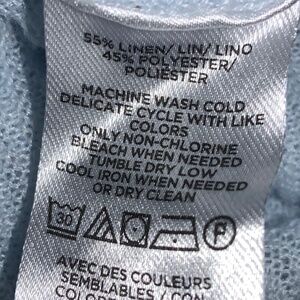 55% LINEN/ LIN/ LINO
45% POLYESTER/
POLIÉSTER
MACHINE WASH COLD
DELICATE CYCLE WITH LIKE
COLORS
ONLY NON-CHLORINE
BLEACH WHEN NEEDED
TUMBLE DRY LOW
COOL IRON WHEN NEEDED
OR DRY CLEAN
30 P
AVEC DES COULEURS
SEMBLABLES / CON